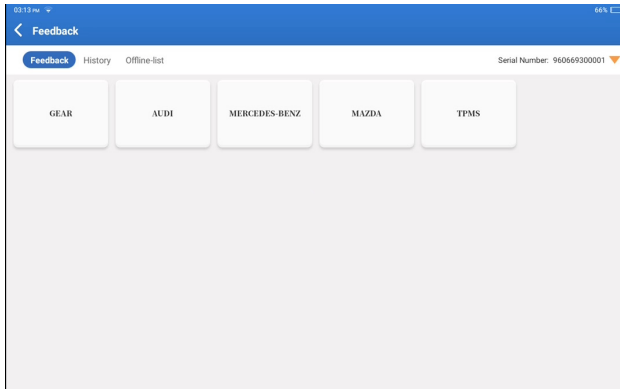 03:13 PM 66%
Feedback
Feedback History Offline-list Serial Number: 960669300001
GEAR AUDI MERCEDES-BENZ MAZDA TPMS